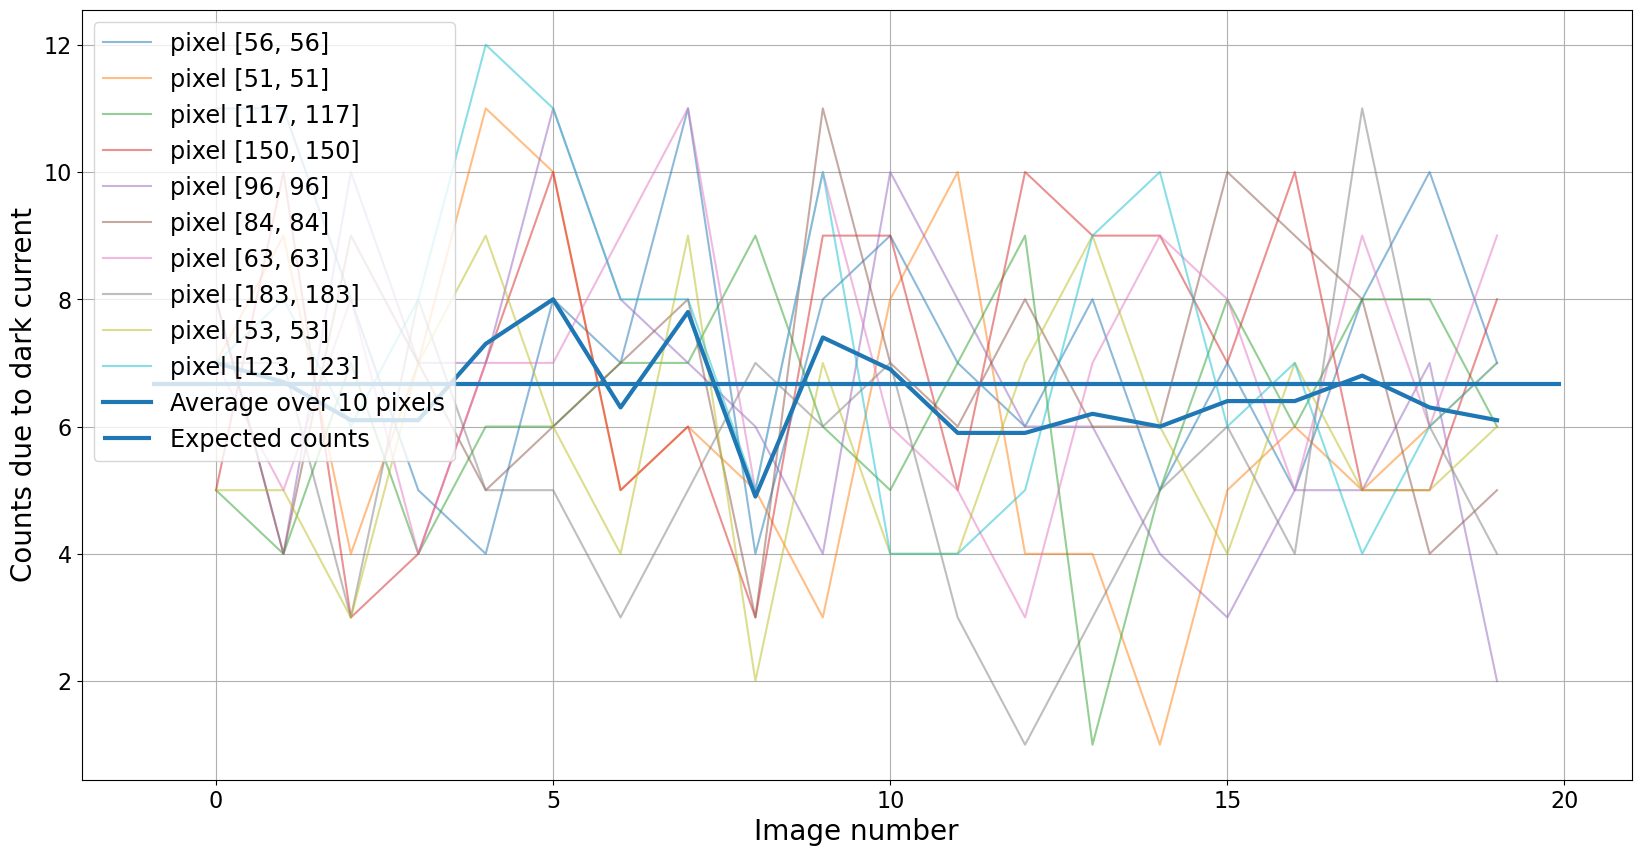 Counts due to dark current
12
10
8
6
4
2
pixel [56, 56]
pixel [51, 51]
pixel [117, 117]
pixel [150, 150]
pixel [96, 96]
pixel [84, 84]
pixel [63, 63]
pixel [183, 183]
pixel [53, 53]
pixel [123, 123]
Average over 10 pixels
Expected counts
0 5 10 15 20
Image number